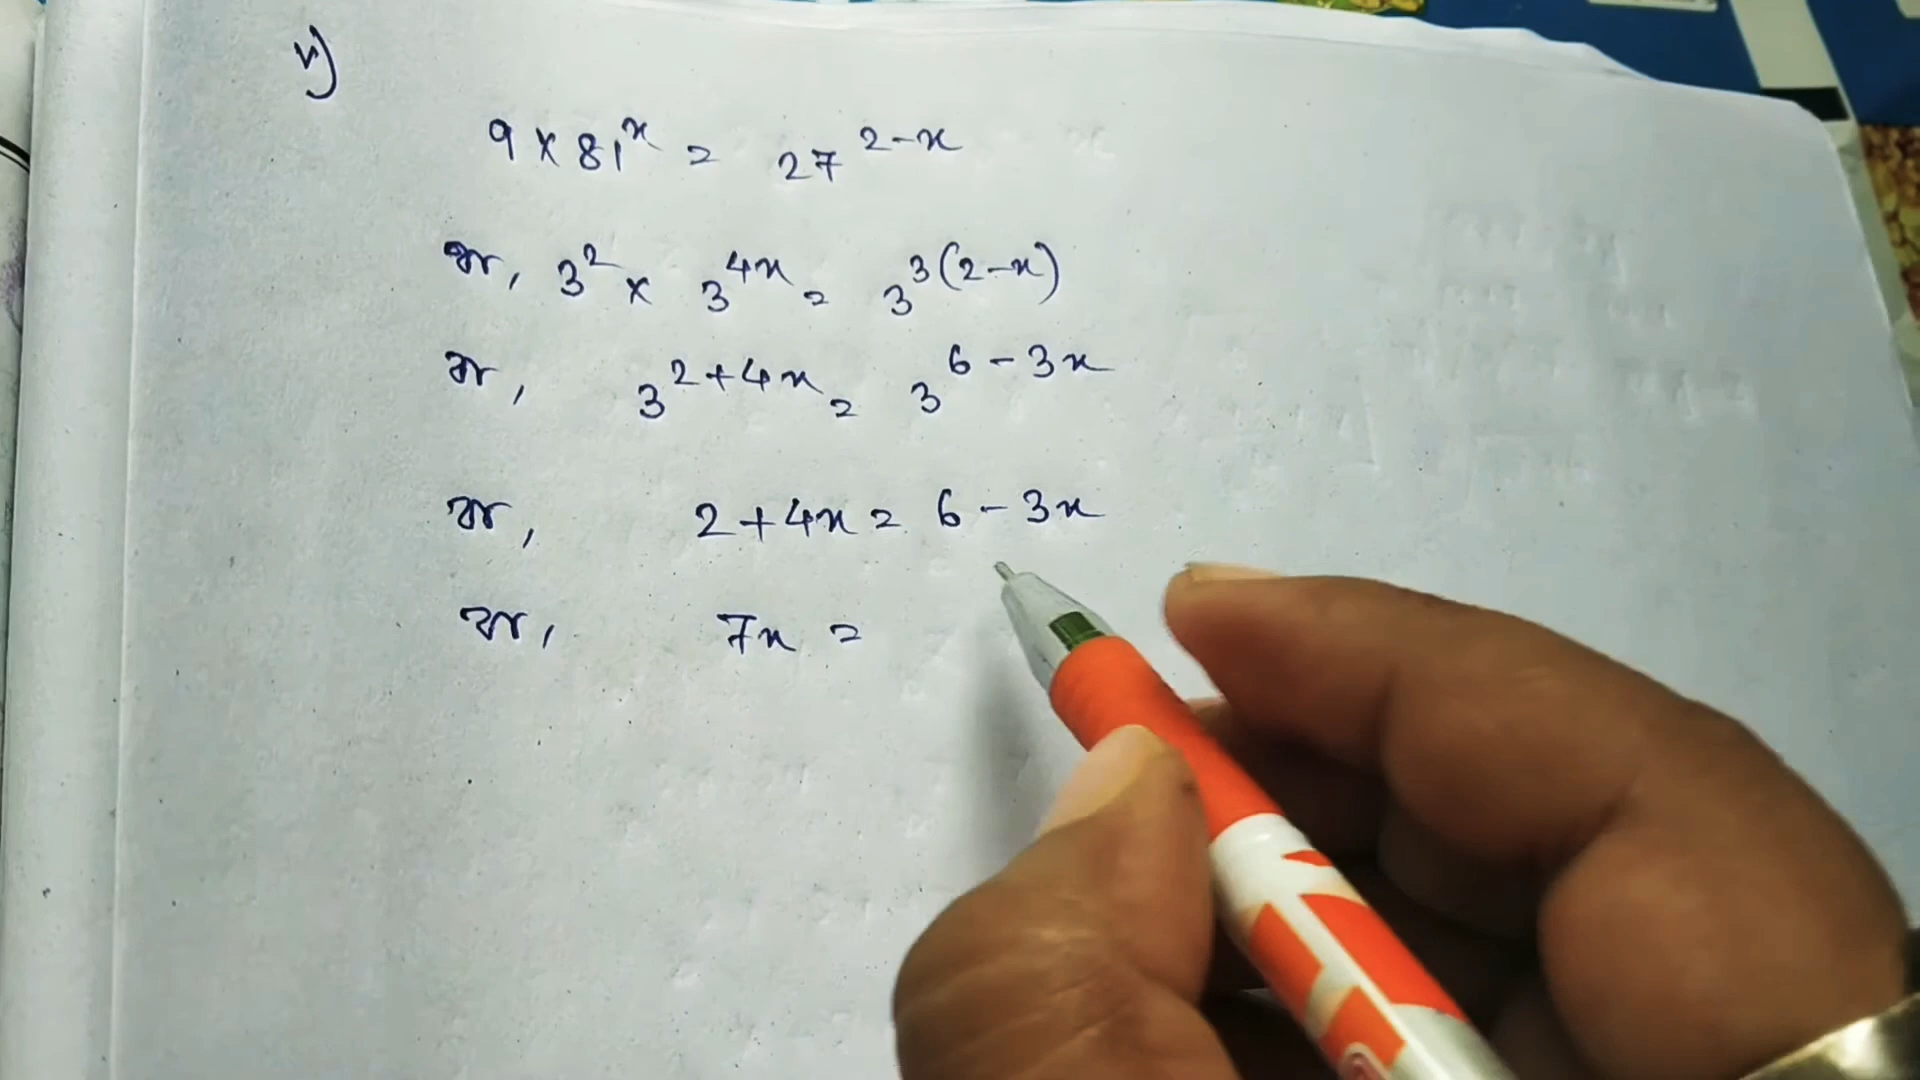 v)
9 × 81^x = 27^{2-x}
বা, 3^2 × 3^{4x} = 3^{3(2-x)}
বা, 3^{2+4x} = 3^{6-3x}
বা, 2+4x = 6-3x
বা, 7x =